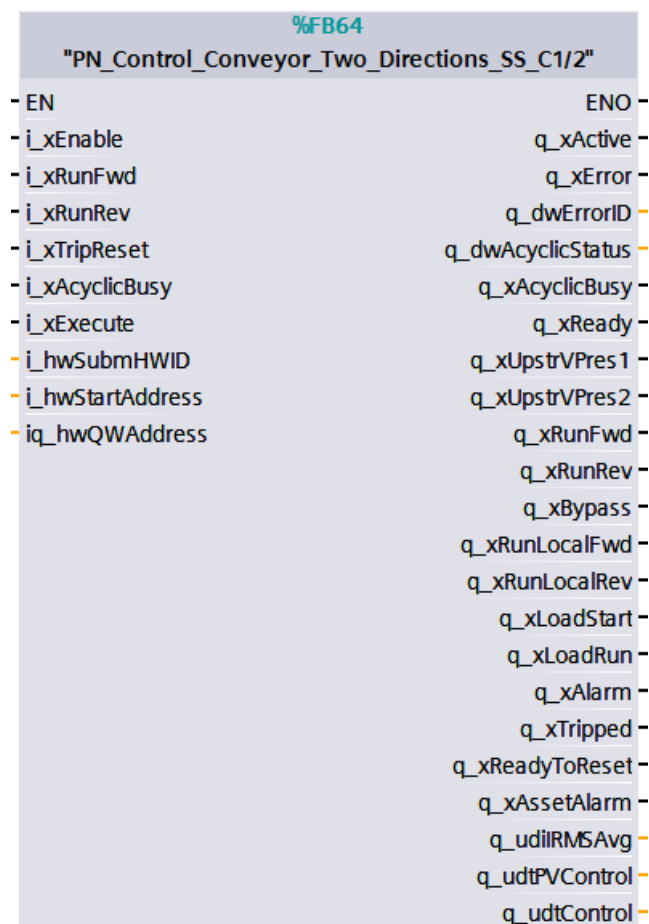 %FB64
"PN_Control_Conveyor_Two_Directions_SS_C1/2"
EN ENO
i_xEnable q_xActive
i_xRunFwd q_xError
i_xRunRev q_dwErrorID
i_xTripReset q_dwAcyclicStatus
i_xAcyclicBusy q_xAcyclicBusy
i_xExecute q_xReady
i_hwSubmHWID q_xUpstrVPres1
i_hwStartAddress q_xUpstrVPres2
iq_hwQWAddress q_xRunFwd
q_xRunRev
q_xBypass
q_xRunLocalFwd
q_xRunLocalRev
q_xLoadStart
q_xLoadRun
q_xAlarm
q_xTripped
q_xReadyToReset
q_xAssetAlarm
q_udiIRMSAvg
q_udtPVControl
q_udtControl